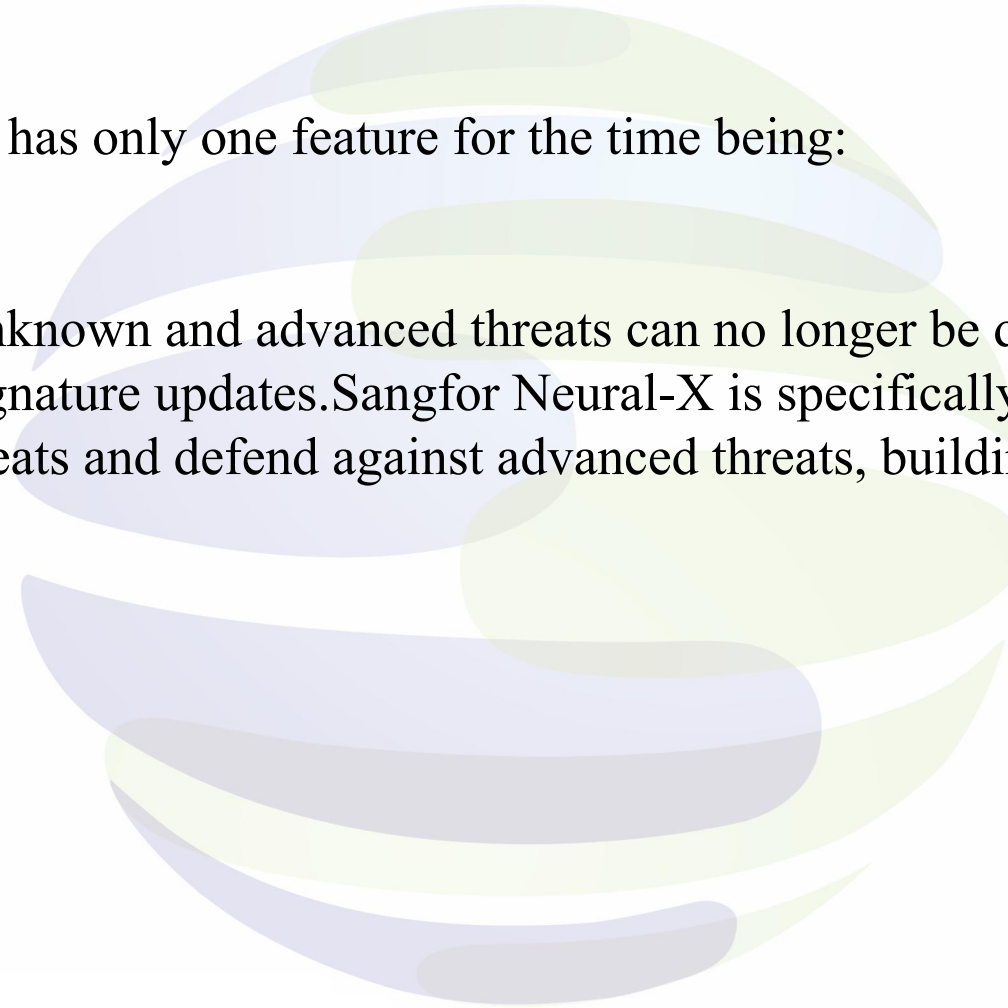 has only one feature for the time being:
nknown and advanced threats can no longer be
gnature updates.Sangfor Neural-X is specifically
eats and defend against advanced threats, buildi